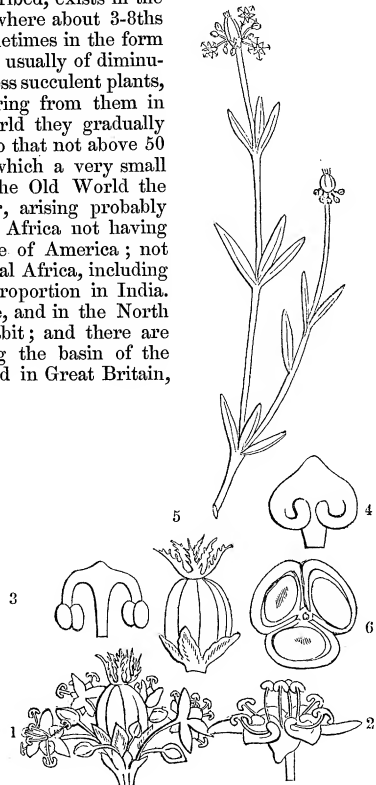 ribed, exists in the
where about 3-8ths
etimes in the form
usually of diminu-
ss succulent plants,
ring from them in
rld they gradually
o that not above 50
which a very small
he Old World the
, arising probably
Africa not having
e of America; not
al Africa, including
roportion in India.
e, and in the North
bit; and there are
g the basin of the
d in Great Britain,
5
4
3
6
1
2